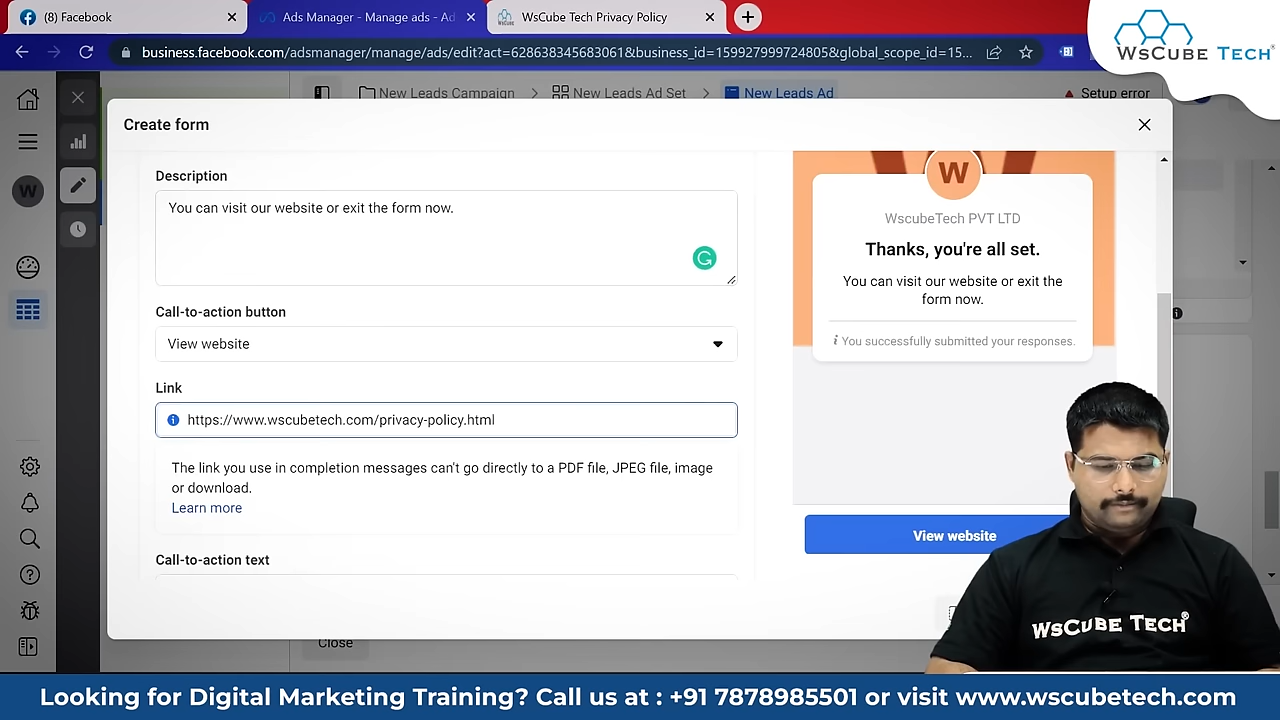 (8) Facebook
Ads Manager - Manage ads - Ad
WsCube Tech Privacy Policy
business.facebook.com/adsmanager/manage/ads/edit?act=628638345683061&business_id=159927999724805&global_scope_id=15...
WsCube Tech®
New Leads Campaign
New Leads Ad Set
New Leads Ad
Setup error
Create form
Description
You can visit our website or exit the form now.
Call-to-action button
View website
Link
https://www.wscubetech.com/privacy-policy.html
The link you use in completion messages can't go directly to a PDF file, JPEG file, image
or download.
Learn more
Call-to-action text
W
W
WscubeTech PVT LTD
Thanks, you're all set.
You can visit our website or exit the
form now.
You successfully submitted your responses.
View website
Close
WsCube Tech®
Looking for Digital Marketing Training? Call us at : +91 7878985501 or visit www.wscubetech.com